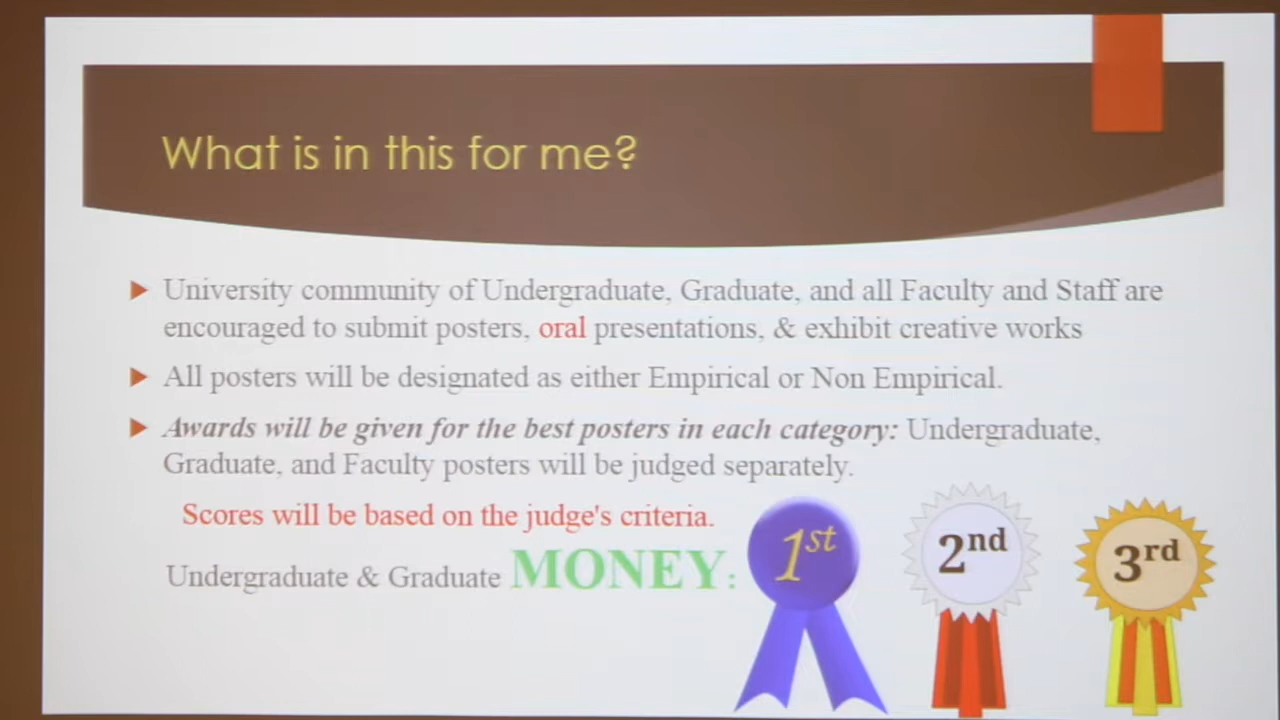 What is in this for me?
University community of Undergraduate, Graduate, and all Faculty and Staff are
encouraged to submit posters, oral presentations, & exhibit creative works
All posters will be designated as either Empirical or Non Empirical.
Awards will be given for the best posters in each category: Undergraduate,
Graduate, and Faculty posters will be judged separately.
Scores will be based on the judge's criteria.
Undergraduate & Graduate MONEY:
1st
2nd
3rd